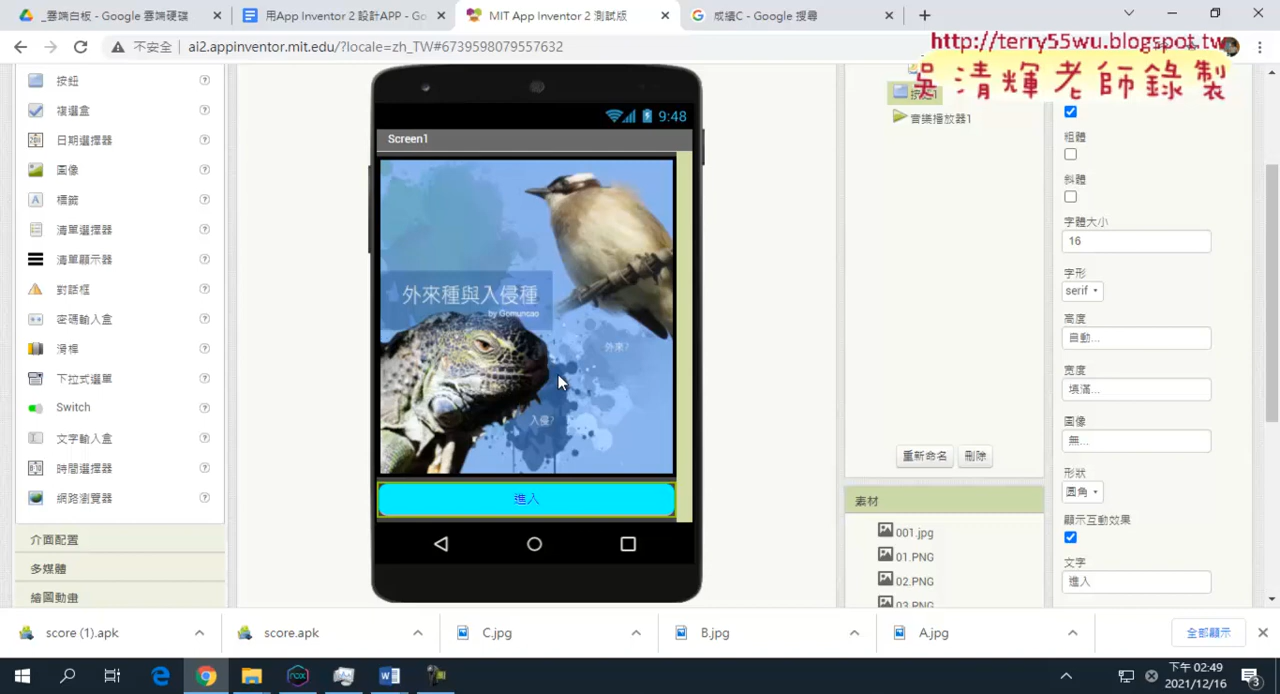 _雲端白板 - Google 雲端硬碟
用App Inventor 2 設計APP - Go
MIT App Inventor 2 測試版
成績C - Google 搜尋
不安全
ai2.appinventor.mit.edu/?locale=zh_TW#6739598079557632
http://terry55wu.blogspot.tw
吳清輝老師錄製
按鈕
複選盒
日期選擇器
圖像
標籤
清單選擇器
清單顯示器
對話框
密碼輸入盒
滑桿
下拉式選單
Switch
文字輸入盒
時間選擇器
網路瀏覽器
介面配置
多媒體
繪圖動畫
9:48
Screen1
外來種與入侵種
by Gomuncao
外來?
入侵?
進入
音樂播放器1
重新命名
刪除
素材
001.jpg
01.PNG
02.PNG
03.PNG
粗體
斜體
字體大小
16
字形
serif
高度
自動...
寬度
填滿...
圖像
無...
形狀
圓角
顯示互動效果
文字
進入
score (1).apk
score.apk
C.jpg
B.jpg
A.jpg
全部顯示
下午 02:49
2021/12/16
3